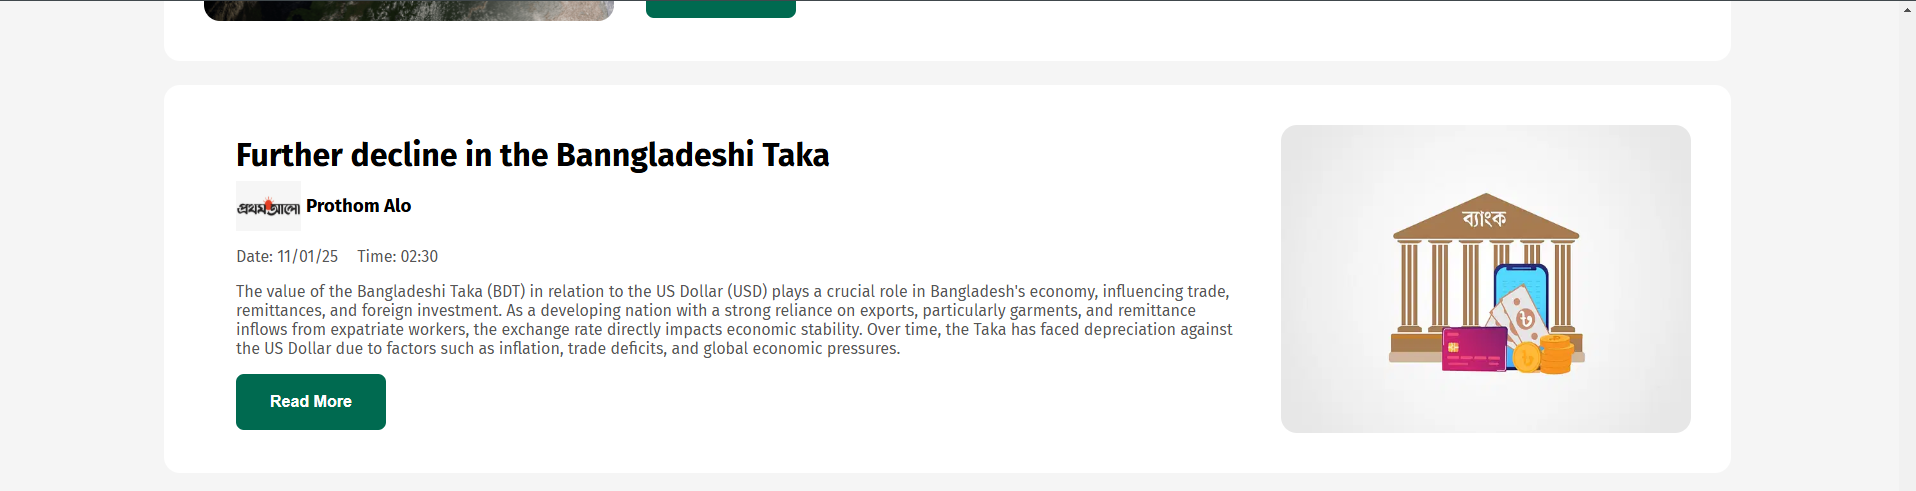 Further decline in the Banngladeshi Taka
প্রথম আলো Prothom Alo
Date: 11/01/25 Time: 02:30
The value of the Bangladeshi Taka (BDT) in relation to the US Dollar (USD) plays a crucial role in Bangladesh's economy, influencing trade,
remittances, and foreign investment. As a developing nation with a strong reliance on exports, particularly garments, and remittance
inflows from expatriate workers, the exchange rate directly impacts economic stability. Over time, the Taka has faced depreciation against
the US Dollar due to factors such as inflation, trade deficits, and global economic pressures.
Read More
ব্যাংক
৳
৳